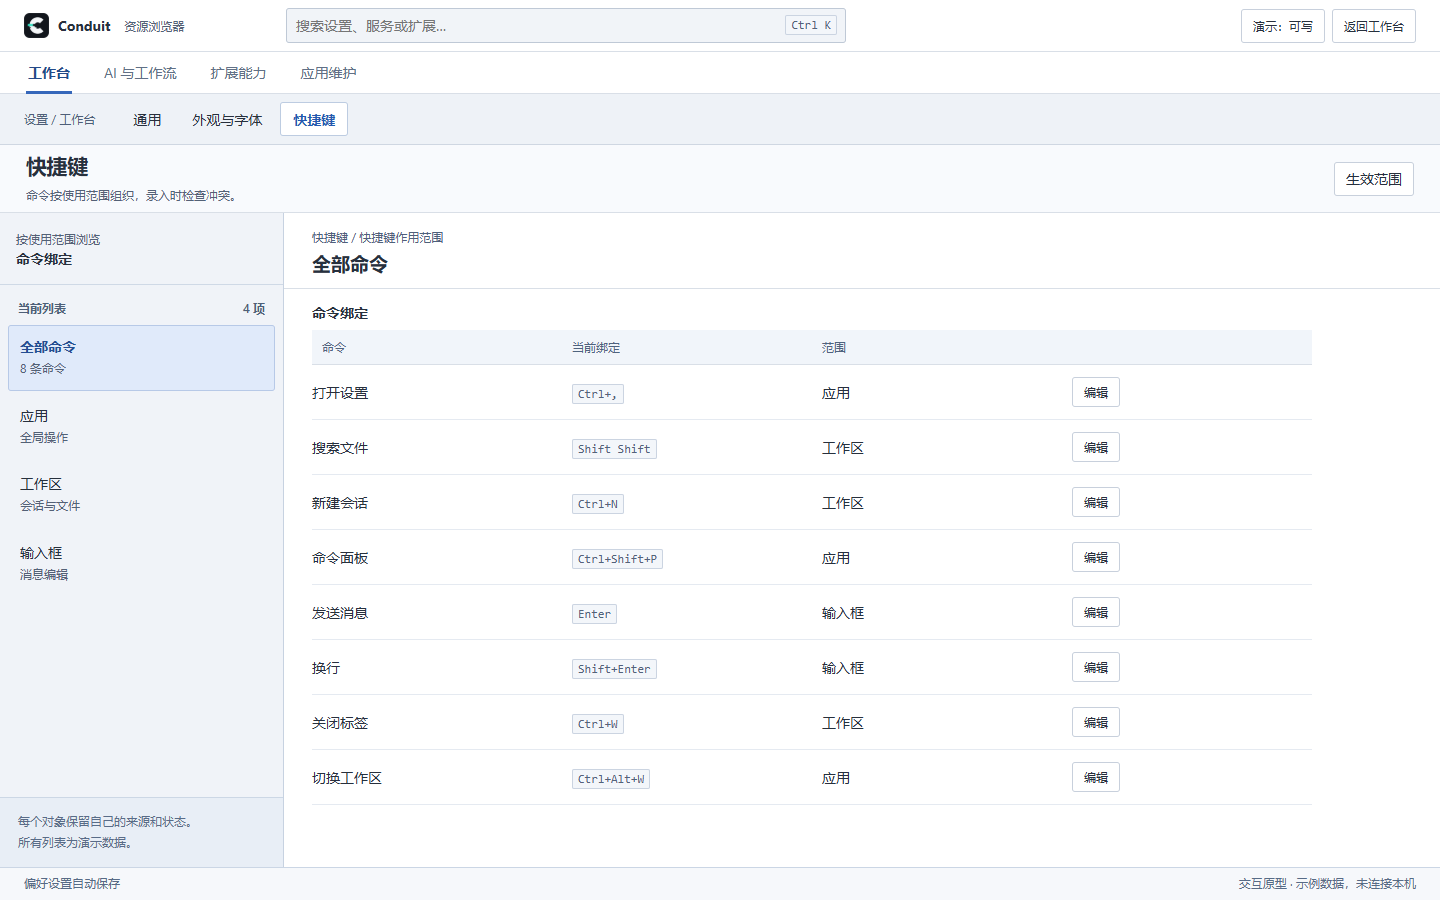 Conduit 资源浏览器
搜索设置、服务或扩展... Ctrl K
演示：可写 返回工作台
工作台 AI 与工作流 扩展能力 应用维护
设置 / 工作台 通用 外观与字体 快捷键
快捷键
命令按使用范围组织，录入时检查冲突。
生效范围
按使用范围浏览
命令绑定
当前列表 4 项
全部命令
8 条命令
应用
全局操作
工作区
会话与文件
输入框
消息编辑
每个对象保留自己的来源和状态。
所有列表为演示数据。
快捷键 / 快捷键作用范围
全部命令
命令绑定
命令 当前绑定 范围
打开设置 Ctrl+, 应用 编辑
搜索文件 Shift Shift 工作区 编辑
新建会话 Ctrl+N 工作区 编辑
命令面板 Ctrl+Shift+P 应用 编辑
发送消息 Enter 输入框 编辑
换行 Shift+Enter 输入框 编辑
关闭标签 Ctrl+W 工作区 编辑
切换工作区 Ctrl+Alt+W 应用 编辑
偏好设置自动保存
交互原型 · 示例数据，未连接本机